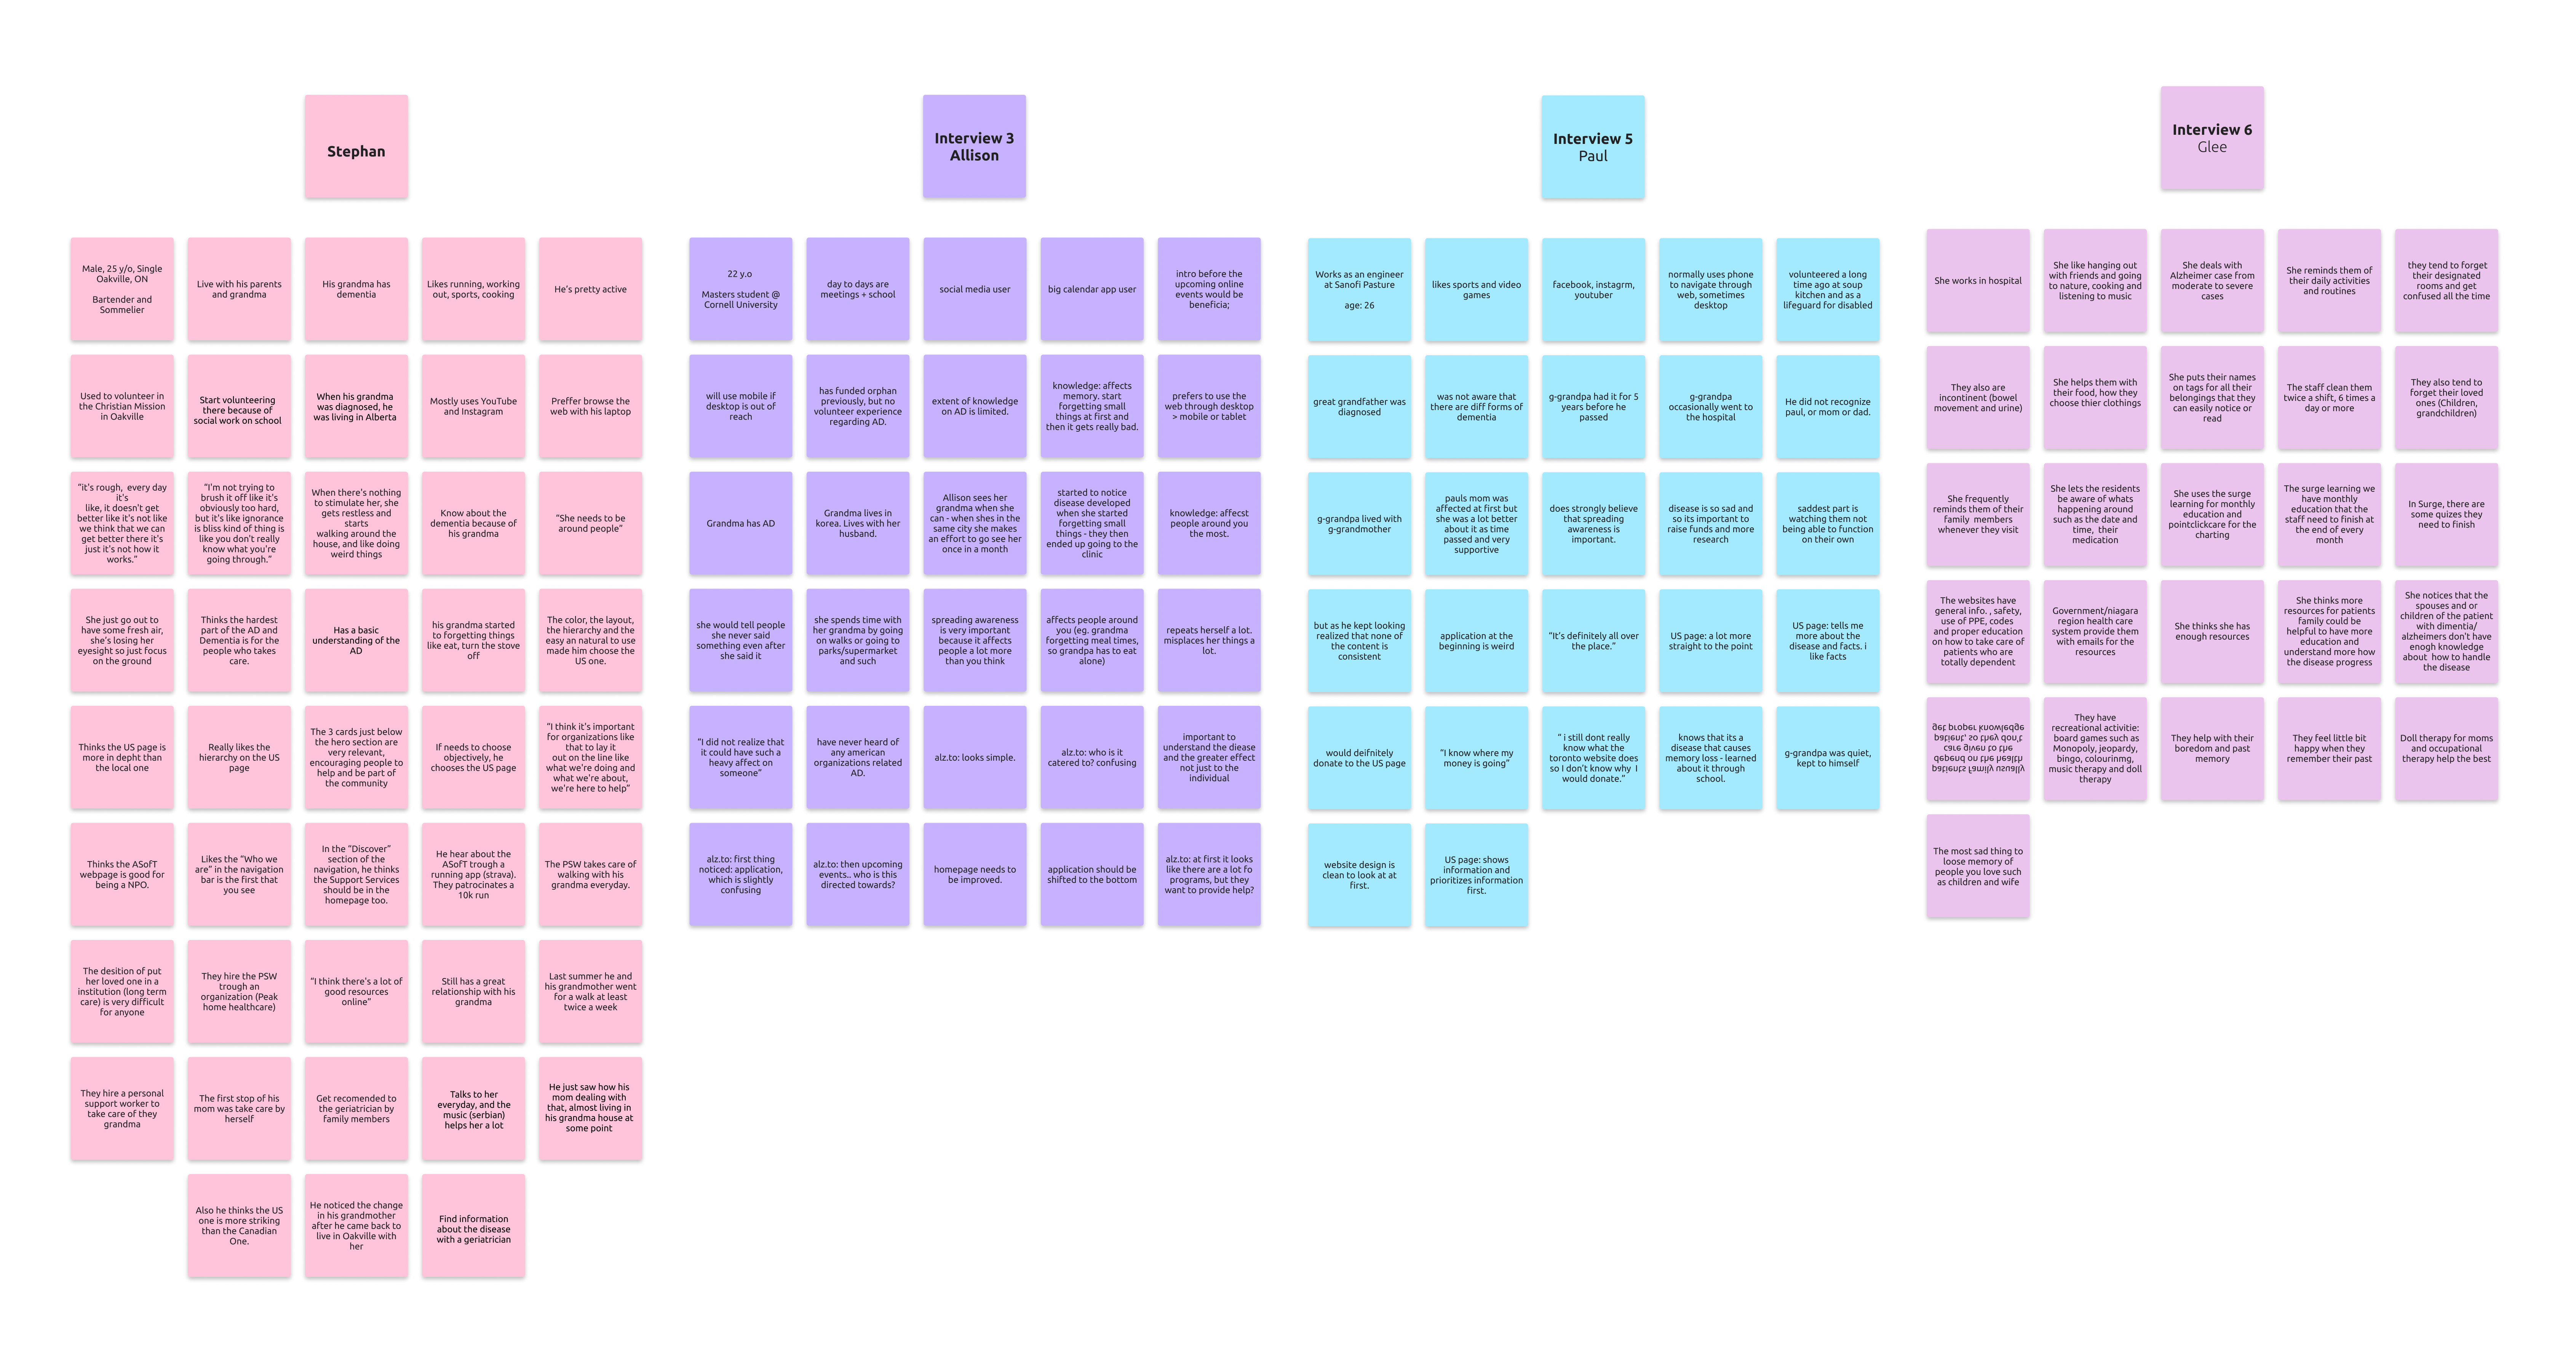 Stephan
Male, 25 y/o, Single
Oakville, ON
Bartender and
Sommelier
Live with his parents
and grandma
His grandma has
dementia
Likes running, working
out, sports, cooking
He's pretty active
Used to volunteer in
the Christian Mission
in Oakville
Start volunteering
there because of
social work on school
When his grandma
was diagnosed, he
was living in Alberta
Mostly uses YouTube
and Instagram
Preffer browse the
web with his laptop
"it's rough, every day
it's
like, it doesn't get
better like it's not like
we think that we can
get better there it's
just it's not how it
works."
"I'm not trying to
brush it off like it's
obviously too hard,
but it's like ignorance
is bliss kind of thing is
like you don't really
know what you're
going through."
When there's nothing
to stimulate her, she
gets restless and
starts
walking around the
house, and like doing
weird things
Know about the
dementia because of
his grandma
"She needs to be
around people"
She just go out to
have some fresh air,
she's losing her
eyesight so just focus
on the ground
Thinks the hardest
part of the AD and
Dementia is for the
people who takes
care.
Has a basic
understanding of the
AD
his grandma started
to forgetting things
like eat, turn the stove
off
The color, the layout,
the hierarchy and the
easy an natural to use
made him choose the
US one.
Thinks the US page is
more in depht than
the local one
Really likes the
hierarchy on the US
page
The 3 cards just below
the hero section are
very relevant,
encouraging people to
help and be part of
the community
If needs to choose
objectively, he
chooses the US page
"I think it's important
for organizations like
that to lay it
out on the line like
what we're doing and
what we're about,
we're here to help"
Thinks the ASofT
webpage is good for
being a NPO.
Likes the "Who we
are" in the navigation
bar is the first that
you see
In the "Discover"
section of the
navigation, he thinks
the Support Services
should be in the
homepage too.
He hear about the
ASofT trough a
running app (strava).
They patrocinates a
10k run
The PSW takes care of
walking with his
grandma everyday.
The desition of put
her loved one in a
institution (long term
care) is very difficult
for anyone
They hire the PSW
trough an
organization (Peak
home healthcare)
"I think there's a lot of
good resources
online"
Still has a great
relationship with his
grandma
Last summer he and
his grandmother went
for a walk at least
twice a week
They hire a personal
support worker to
take care of they
grandma
The first stop of his
mom was take care by
herself
Get recomended to
the geriatrician by
family members
Talks to her
everyday, and the
music (serbian)
helps her a lot
He just saw how his
mom dealing with
that, almost living in
his grandma house at
some point
Also he thinks the US
one is more striking
than the Canadian
One.
He noticed the change
in his grandmother
after he came back to
live in Oakville with
her
Find information
about the disease
with a geriatrician
Interview 3
Allison
22 y.o
Masters student @
Cornell University
day to days are
meetings + school
social media user
big calendar app user
intro before the
upcoming online
events would be
beneficia;
will use mobile if
desktop is out of
reach
has funded orphan
previously, but no
volunteer experience
regarding AD.
extent of knowledge
on AD is limited.
knowledge: affects
memory. start
forgetting small
things at first and
then it gets really bad.
prefers to use the
web through desktop
> mobile or tablet
Grandma has AD
Grandma lives in
korea. Lives with her
husband.
Allison sees her
grandma when she
can - when shes in the
same city she makes
an effort to go see her
once in a month
started to notice
disease developed
when she started
forgetting small
things - they then
ended up going to the
clinic
knowledge: affecst
people around you
the most.
she would tell people
she never said
something even after
she said it
she spends time with
her grandma by going
on walks or going to
parks/supermarket
and such
spreading awareness
is very important
because it affects
people a lot more
than you think
affects people around
you (eg. grandma
forgetting meal times,
so grandpa has to eat
alone)
repeats herself a lot.
misplaces her things a
lot.
"I did not realize that
it could have such a
heavy affect on
someone"
have never heard of
any american
organizations related
AD.
alz.to: looks simple.
alz.to: who is it
catered to? confusing
important to
understand the diease
and the greater effect
not just to the
individual
alz.to: first thing
noticed: application,
which is slightly
confusing
alz.to: then upcoming
events.. who is this
directed towards?
homepage needs to
be improved.
application should be
shifted to the bottom
alz.to: at first it looks
like there are a lot fo
programs, but they
want to provide help?
Interview 5
Paul
Works as an engineer
at Sanofi Pasture
age: 26
likes sports and video
games
facebook, instagrm,
youtuber
normally uses phone
to navigate through
web, sometimes
desktop
volunteered a long
time ago at soup
kitchen and as a
lifeguard for disabled
great grandfather was
diagnosed
was not aware that
there are diff forms of
dementia
g-grandpa had it for 5
years before he
passed
g-grandpa
occasionally went to
the hospital
He did not recognize
paul, or mom or dad.
g-grandpa lived with
g-grandmother
pauls mom was
affected at first but
she was a lot better
about it as time
passed and very
supportive
does strongly believe
that spreading
awareness is
important.
disease is so sad and
so its important to
raise funds and more
research
saddest part is
watching them not
being able to function
on their own
but as he kept looking
realized that none of
the content is
consistent
application at the
beginning is weird
"It's definitely all over
the place."
US page: a lot more
straight to the point
US page: tells me
more about the
disease and facts. i
like facts
would deifnitely
donate to the US page
"I know where my
money is going"
" i still dont really
know what the
toronto website does
so I don't know why I
would donate."
knows that its a
disease that causes
memory loss - learned
about it through
school.
g-grandpa was quiet,
kept to himself
website design is
clean to look at at
first.
US page: shows
information and
prioritizes information
first.
Interview 6
Glee
She works in hospital
She like hanging out
with friends and going
to nature, cooking and
listening to music
She deals with
Alzheimer case from
moderate to severe
cases
She reminds them of
their daily activities
and routines
they tend to forget
their designated
rooms and get
confused all the time
They also are
incontinent (bowel
movement and urine)
She helps them with
their food, how they
choose thier clothings
She puts their names
on tags for all their
belongings that they
can easily notice or
read
The staff clean them
twice a shift, 6 times a
day or more
They also tend to
forget their loved
ones (Children,
grandchildren)
She frequently
reminds them of their
family members
whenever they visit
She lets the residents
be aware of whats
happening around
such as the date and
time, their
medication
She uses the surge
learning for monthly
education and
pointclickcare for the
charting
The surge learning we
have monthly
education that the
staff need to finish at
the end of every
month
In Surge, there are
some quizes they
need to finish
The websites have
general info. , safety,
use of PPE, codes
and proper education
on how to take care of
patients who are
totally dependent
Government/niagara
region health care
system provide them
with emails for the
resources
She thinks she has
enough resources
She thinks more
resources for patients
family could be
helpful to have more
education and
understand more how
the disease progress
She notices that the
spouses and or
children of the patient
with dimentia/
alzheimers don't have
enogh knowledge
about how to handle
the disease
patients family usually
depend on the health
care given to the
patient, so they don,t
get proper knowledge
They have
recreational activitie:
board games such as
Monopoly, jeopardy,
bingo, colourinmg,
music therapy and doll
therapy
They help with their
boredom and past
memory
They feel little bit
happy when they
remember their past
Doll therapy for moms
and occupational
therapy help the best
The most sad thing to
loose memory of
people you love such
as children and wife